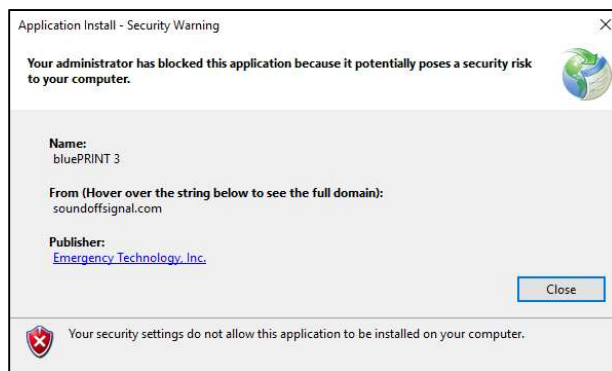 Application Install - Security Warning
Your administrator has blocked this application because it potentially poses a security risk
to your computer.
Name:
bluePRINT 3
From (Hover over the string below to see the full domain):
soundoffsignal.com
Publisher:
Emergency Technology, Inc.
Close
Your security settings do not allow this application to be installed on your computer.